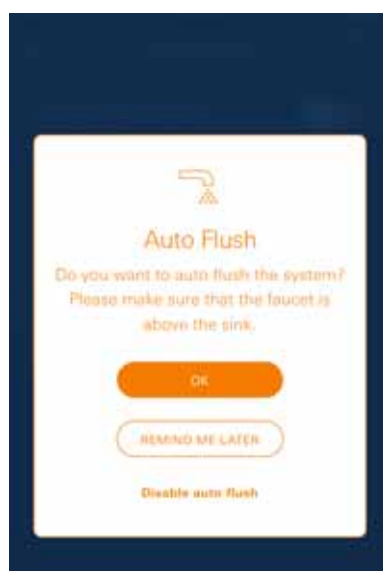 Auto Flush
Do you want to auto flush the system?
Please make sure that the faucet is
above the sink.
OK
REMIND ME LATER
Disable auto flush